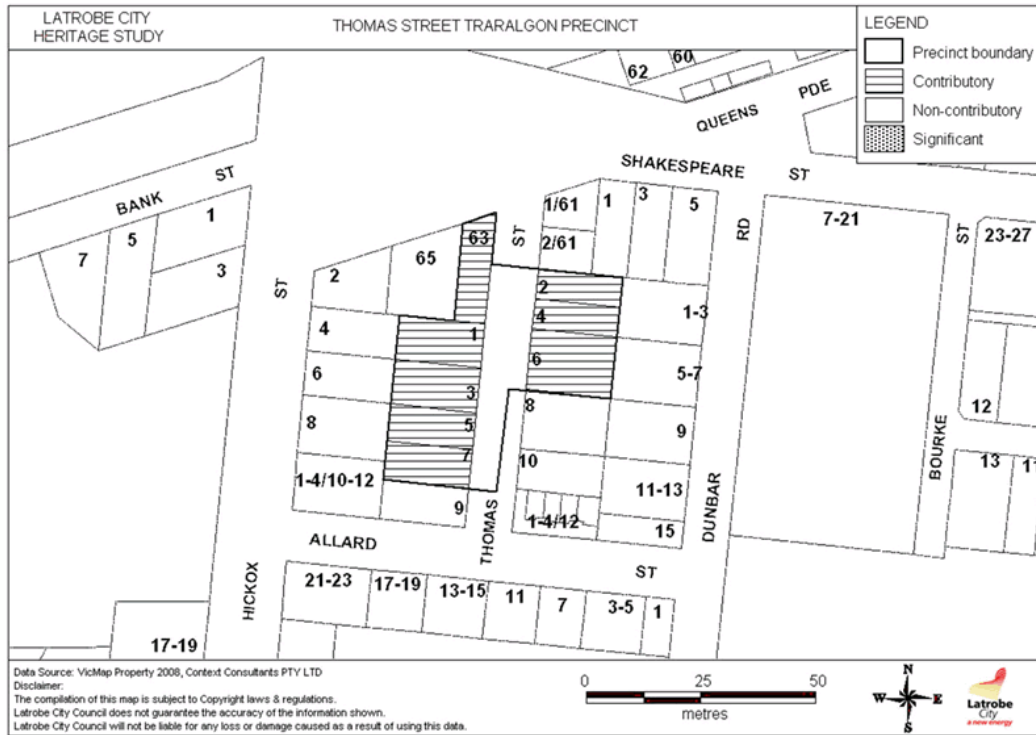 LATROBE CITY
HERITAGE STUDY
THOMAS STREET TRARALGON PRECINCT
LEGEND
Precinct boundary
Contributory
Non-contributory
Significant
60
62
QUEENS PDE
SHAKESPEARE ST
BANK ST
1
5
7
3
ST
2
65
63
ST
1/61
2/61
1
3
5
RD
7-21
ST
23-27
2
4
6
1-3
5-7
4
6
8
1-4/10-12
1
3
5
7
9
8
10
1-4/12
9
11-13
15
12
13
11
BOURKE
DUNBAR
THOMAS
HICKOX
ALLARD ST
21-23
17-19
13-15
11
7
3-5
1
17-19
Data Source: VicMap Property 2008, Context Consultants PTY LTD
Disclaimer:
The compilation of this map is subject to Copyright laws & regulations.
Latrobe City Council does not guarantee the accuracy of the information shown.
Latrobe City Council will not be liable for any loss or damage caused as a result of using this data.
0 25 50
metres
N
W E
S
Latrobe
City
a new energy